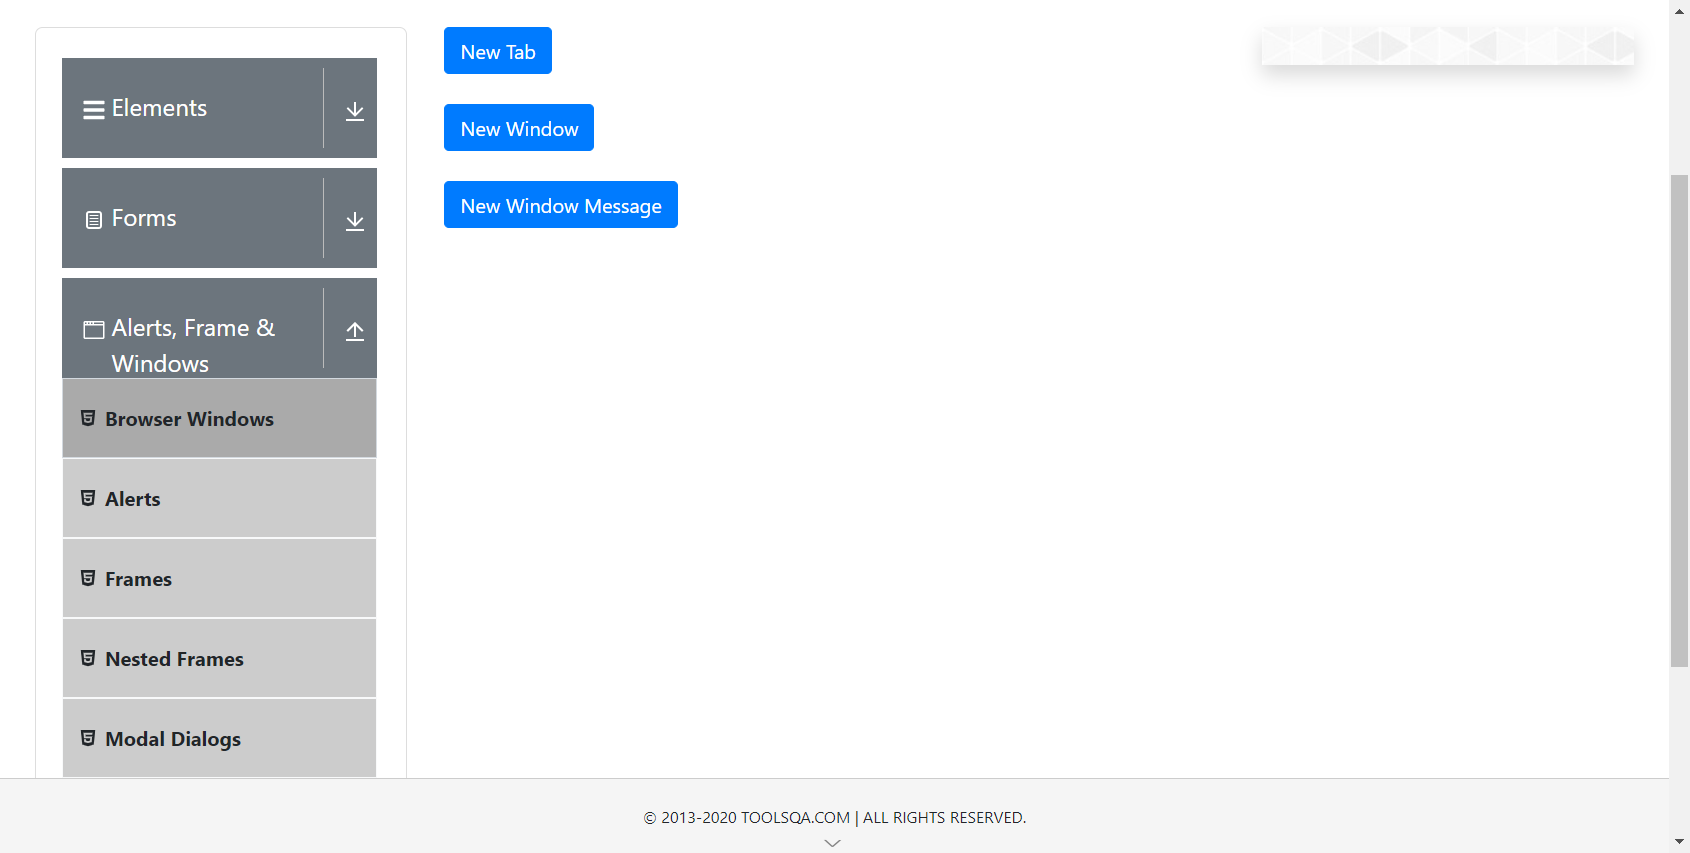 Elements
Forms
Alerts, Frame &
Windows
Browser Windows
Alerts
Frames
Nested Frames
Modal Dialogs
New Tab
New Window
New Window Message
© 2013-2020 TOOLSQA.COM | ALL RIGHTS RESERVED.